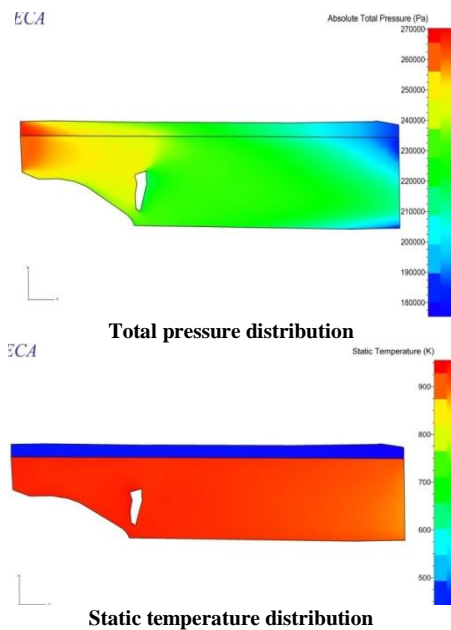 ECA
Absolute Total Pressure (Pa)
270000
260000
250000
240000
230000
220000
210000
200000
190000
180000
Total pressure distribution
ECA
Static Temperature (K)
900
800
700
600
500
Static temperature distribution